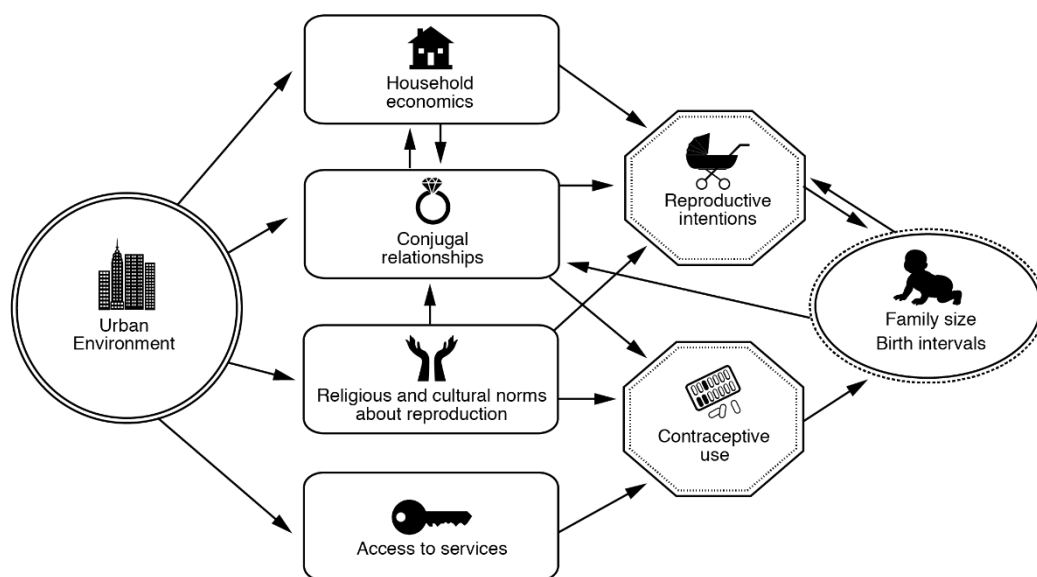 Household
economics
Conjugal
relationships
Reproductive
intentions
Urban
Environment
Family size
Birth intervals
Religious and cultural norms
about reproduction
Contraceptive
use
Access to services